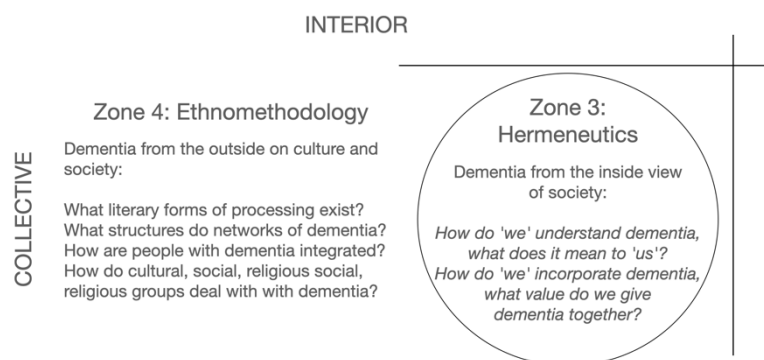 INTERIOR
COLLECTIVE
Zone 4: Ethnomethodology
Dementia from the outside on culture and
society:
What literary forms of processing exist?
What structures do networks of dementia?
How are people with dementia integrated?
How do cultural, social, religious social,
religious groups deal with with dementia?
Zone 3:
Hermeneutics
Dementia from the inside view
of society:
How do 'we' understand dementia,
what does it mean to 'us'?
How do 'we' incorporate dementia,
what value do we give
dementia together?